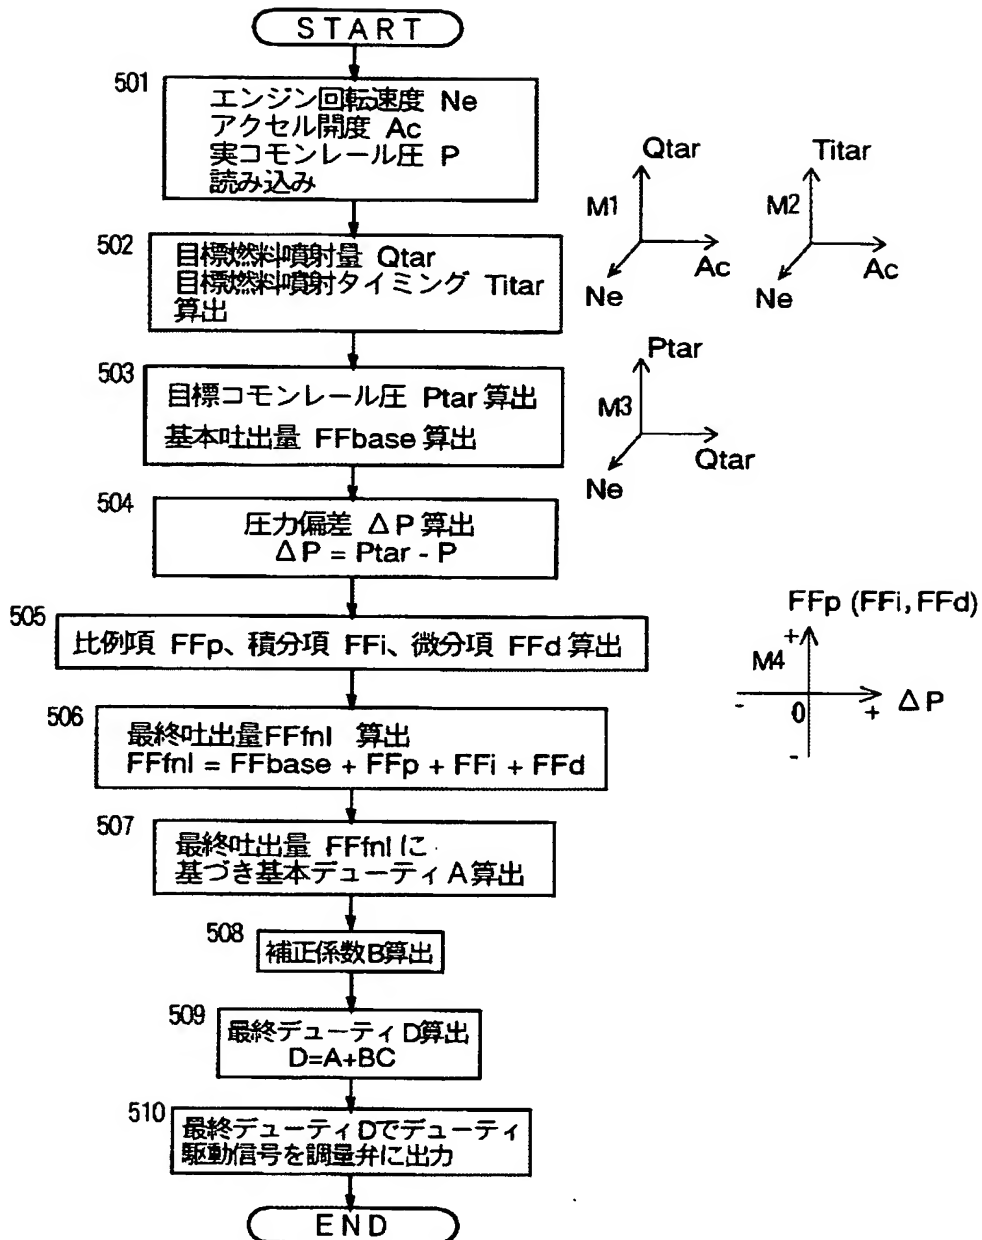 START
501
エンジン回転速度 Ne
アクセル開度 Ac
実コモンレール圧 P
読み込み
502
目標燃料噴射量 Qtar
目標燃料噴射タイミング Titar
算出
Qtar
M1
Ac
Ne
Titar
M2
Ac
Ne
503
目標コモンレール圧 Ptar 算出
基本吐出量 FFbase 算出
Ptar
M3
Qtar
Ne
504
圧力偏差 ΔP 算出
ΔP = Ptar - P
505
比例項 FFp、積分項 FFi、微分項 FFd 算出
FFp (FFi, FFd)
+
M4
- 0 + ΔP
-
506
最終吐出量FFfnl 算出
FFfnl = FFbase + FFp + FFi + FFd
507
最終吐出量 FFfnlに
基づき基本デューティA算出
508
補正係数B算出
509
最終デューティD算出
D=A+BC
510
最終デューティDでデューティ
駆動信号を調量弁に出力
END